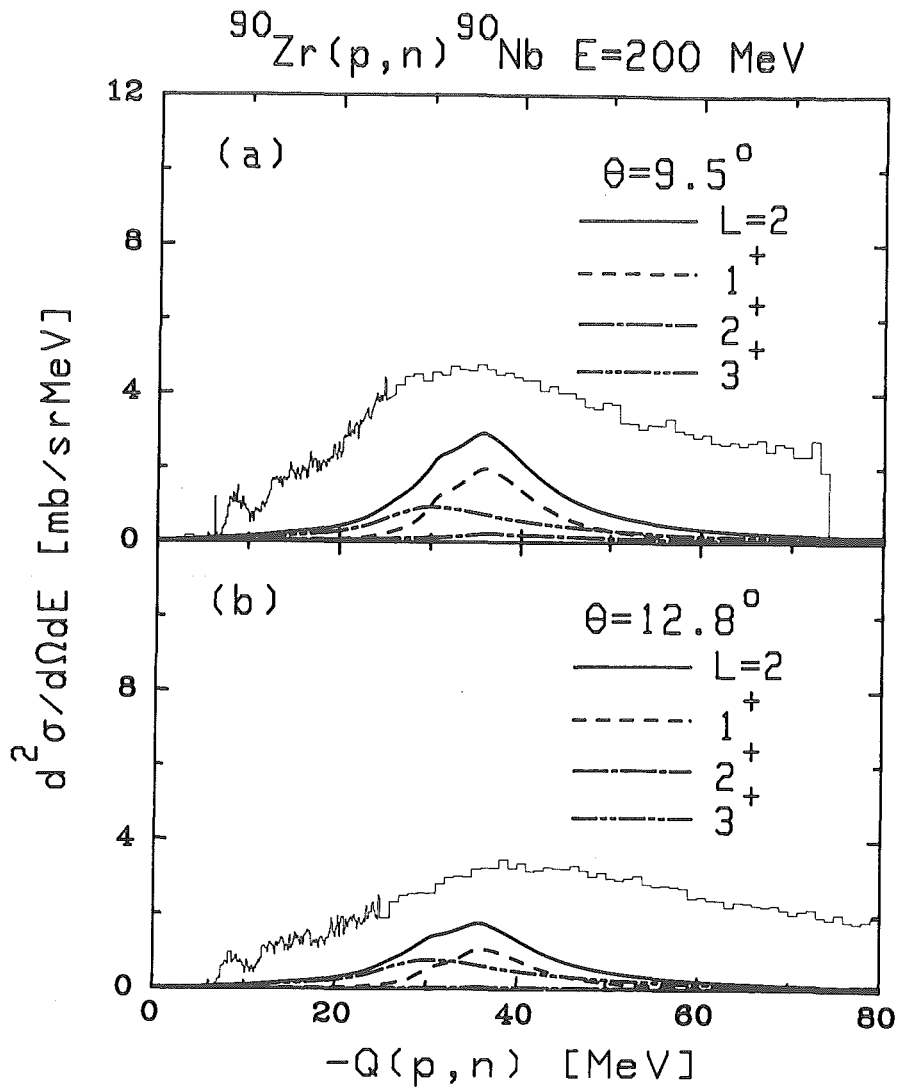 ⁹⁰Zr(p,n)⁹⁰Nb E=200 MeV
12
(a)
θ=9.5°
L=2
8
1⁺
2⁺
3⁺
4
0
(b)
θ=12.8°
L=2
8
1⁺
2⁺
3⁺
4
0
0 20 40 60 80
-Q(p,n) [MeV]
d²σ/dΩdE [mb/srMeV]